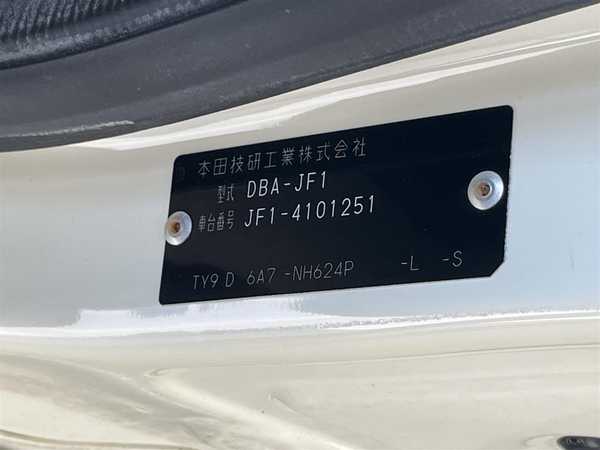 本田技研工業株式会社
型式 DBA-JF1
車台番号 JF1-4101251
TY9 D 6A7 -NH624P -L -S